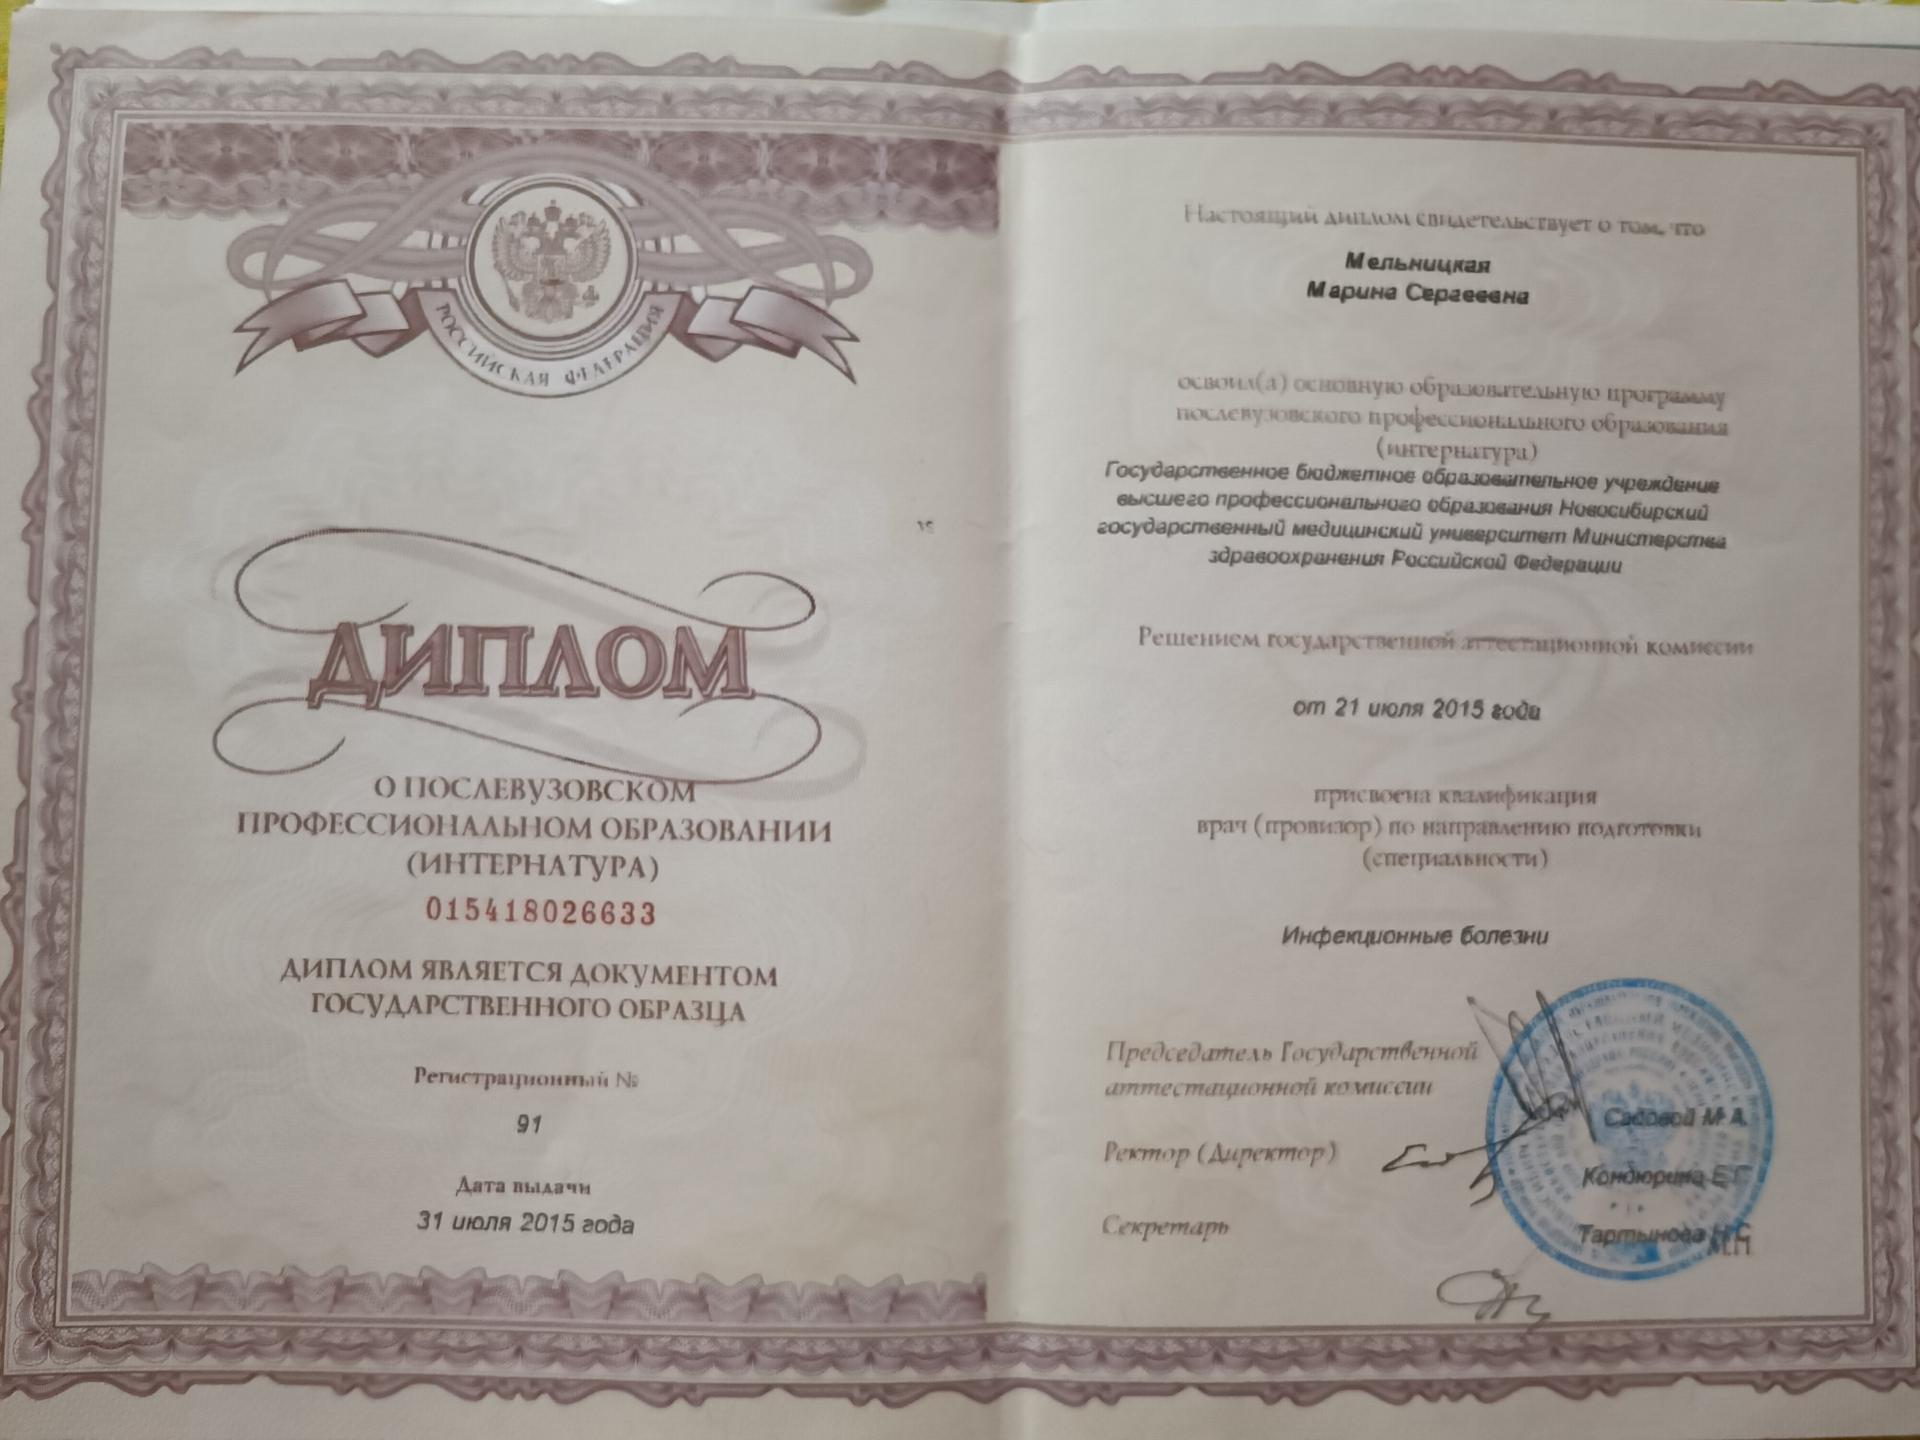 РОССИЙСКАЯ ФЕДЕРАЦИЯ
ДИПЛОМ
О ПОСЛЕВУЗОВСКОМ
ПРОФЕССИОНАЛЬНОМ ОБРАЗОВАНИИ
(ИНТЕРНАТУРА)
015418026633
ДИПЛОМ ЯВЛЯЕТСЯ ДОКУМЕНТОМ
ГОСУДАРСТВЕННОГО ОБРАЗЦА
Регистрационный №
91
Дата выдачи
31 июля 2015 года
Настоящий диплом свидетельствует о том, что
Мельницкая
Марина Сергеевна
освоил(а) основную образовательную программу
послевузовского профессионального образования
(интернатура)
Государственное бюджетное образовательное учреждение
высшего профессионального образования Новосибирский
государственный медицинский университет Министерства
здравоохранения Российской Федерации
Решением государственной аттестационной комиссии
от 21 июля 2015 года
присвоена квалификация
врач (провизор) по направлению подготовки
(специальности)
Инфекционные болезни
Председатель Государственной
аттестационной комиссии
Садовой М.А.
Ректор (Директор)
Кондюрина Е.Г.
Секретарь
Тартынова Н.С.
М.П.